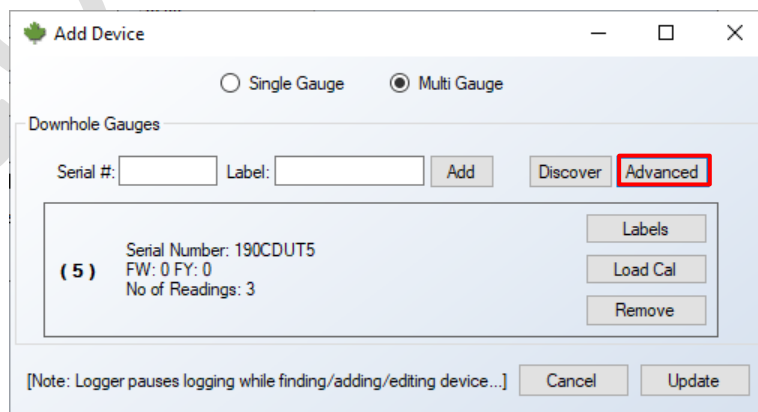 Add Device
Single Gauge Multi Gauge
Downhole Gauges
Serial #: Label: Add Discover Advanced
Labels
Serial Number: 190CDUT5
( 5 ) FW: 0 FY: 0 Load Cal
No of Readings: 3
Remove
[Note: Logger pauses logging while finding/adding/editing device...] Cancel Update